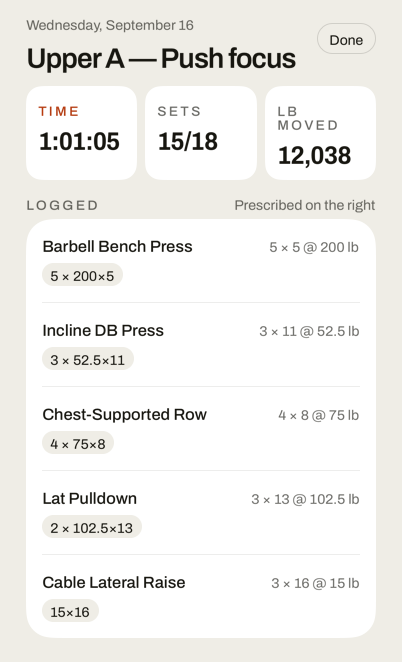 Wednesday, September 16
Upper A — Push focus
Done
TIME
1:01:05
SETS
15/18
LB
MOVED
12,038
LOGGED
Prescribed on the right
Barbell Bench Press
5 × 5 @ 200 lb
5 × 200×5
Incline DB Press
3 × 11 @ 52.5 lb
3 × 52.5×11
Chest-Supported Row
4 × 8 @ 75 lb
4 × 75×8
Lat Pulldown
3 × 13 @ 102.5 lb
2 × 102.5×13
Cable Lateral Raise
3 × 16 @ 15 lb
15×16